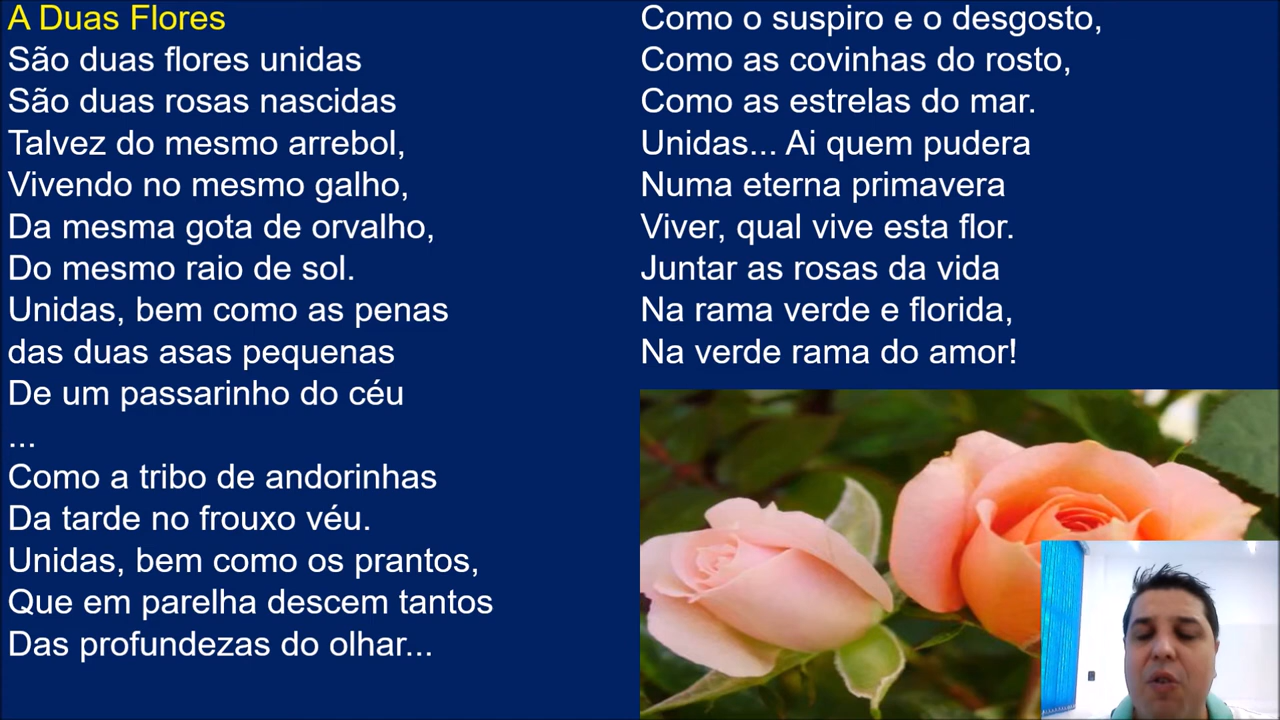 A Duas Flores
São duas flores unidas
São duas rosas nascidas
Talvez do mesmo arrebol,
Vivendo no mesmo galho,
Da mesma gota de orvalho,
Do mesmo raio de sol.
Unidas, bem como as penas
das duas asas pequenas
De um passarinho do céu
...
Como a tribo de andorinhas
Da tarde no frouxo véu.
Unidas, bem como os prantos,
Que em parelha descem tantos
Das profundezas do olhar...
Como o suspiro e o desgosto,
Como as covinhas do rosto,
Como as estrelas do mar.
Unidas... Ai quem pudera
Numa eterna primavera
Viver, qual vive esta flor.
Juntar as rosas da vida
Na rama verde e florida,
Na verde rama do amor!